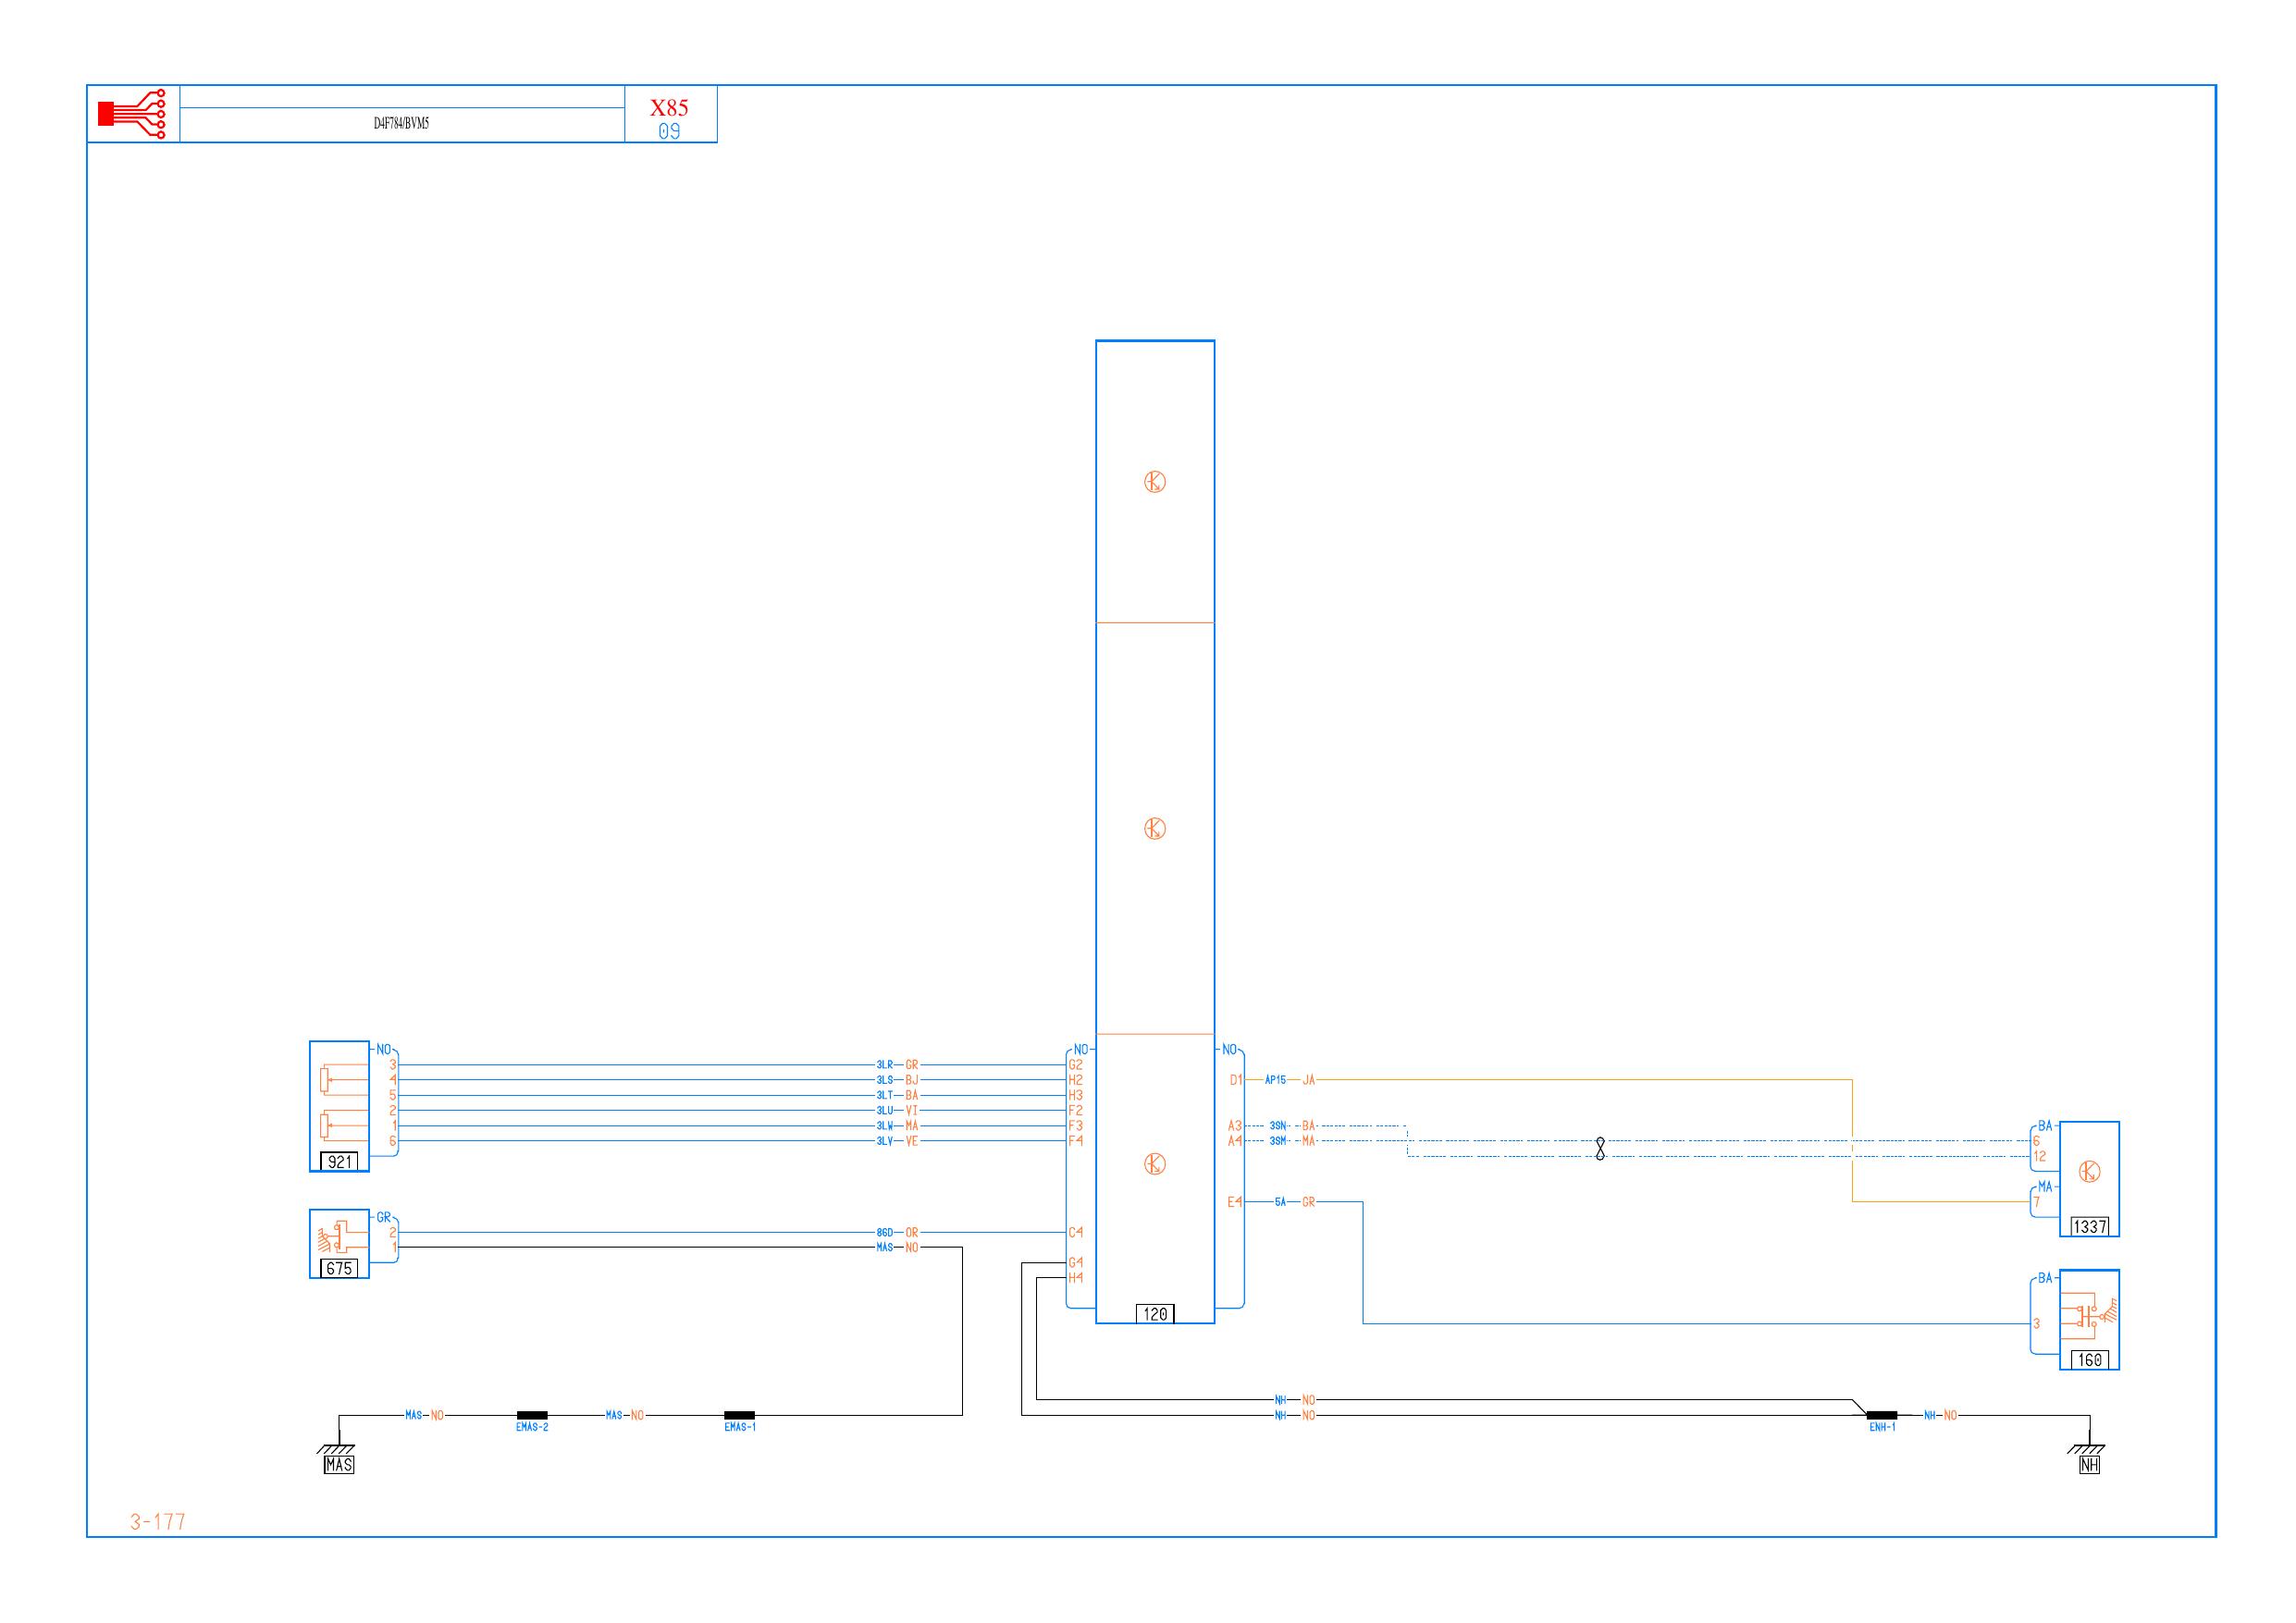 X85
D4F784/BVM5
09
NO NO NO
3 3LR GR G2
4 3LS BJ H2 D1 AP15 JA
5 3LT BA H3
2 3LU VI F2
1 3LW MA F3 A3 3SN BA BA
6 3LV VE F4 A4 3SM MA 6
12
921
MA
E4 5A GR 7
GR
1337
2 86D OR C4
1 MAS NO
G4
675
H4 BA
120
3
160
NH NO
MAS NO MAS NO NH NO NH NO
EMAS-2 EMAS-1 ENH-1
MAS NH
3-177